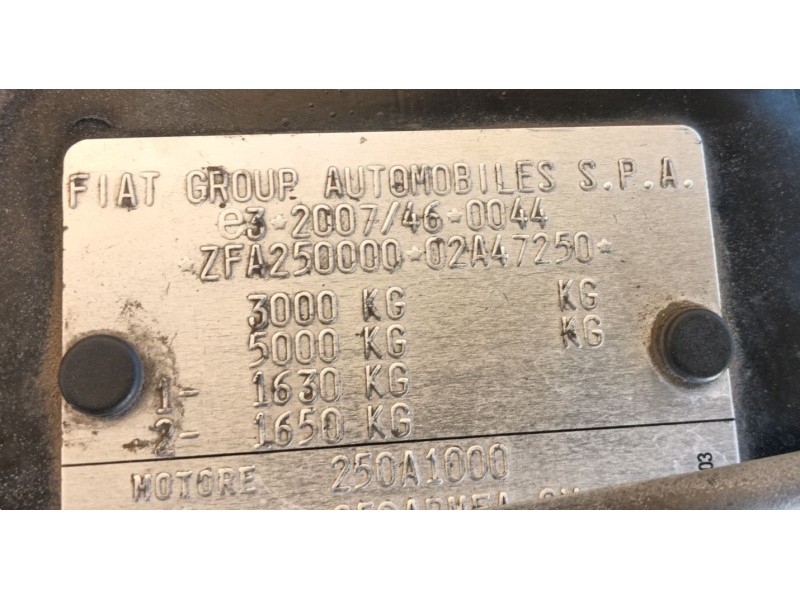 FIAT GROUP AUTOMOBILES S.P.A.
e3*2007/46*0044
*ZFA250000*02A47250*
3000 KG KG
5000 KG KG
1- 1630 KG
2- 1650 KG
MOTORE 250A1000
03